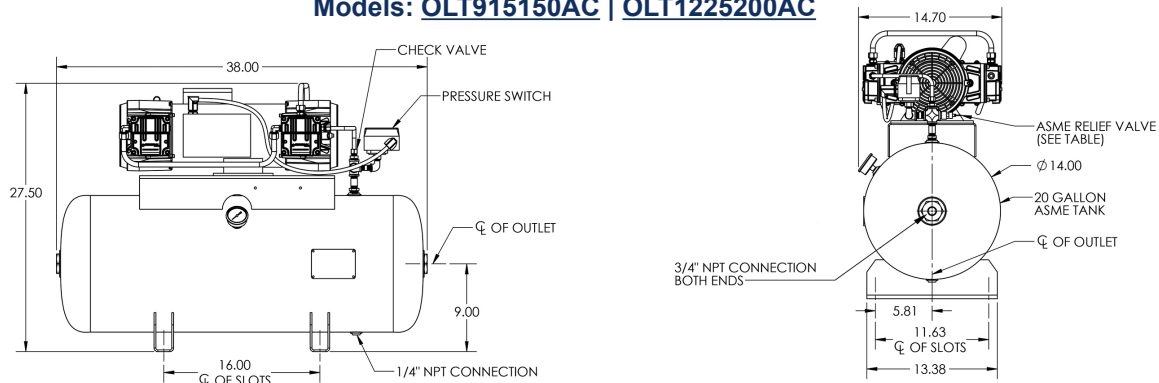 Models: OLT915150AC | OLT1225200AC
38.00
CHECK VALVE
PRESSURE SWITCH
27.50
℄ OF OUTLET
9.00
16.00
℄ OF SLOTS
1/4" NPT CONNECTION
14.70
ASME RELIEF VALVE
(SEE TABLE)
∅14.00
20 GALLON
ASME TANK
℄ OF OUTLET
3/4" NPT CONNECTION
BOTH ENDS
5.81
11.63
℄ OF SLOTS
13.38